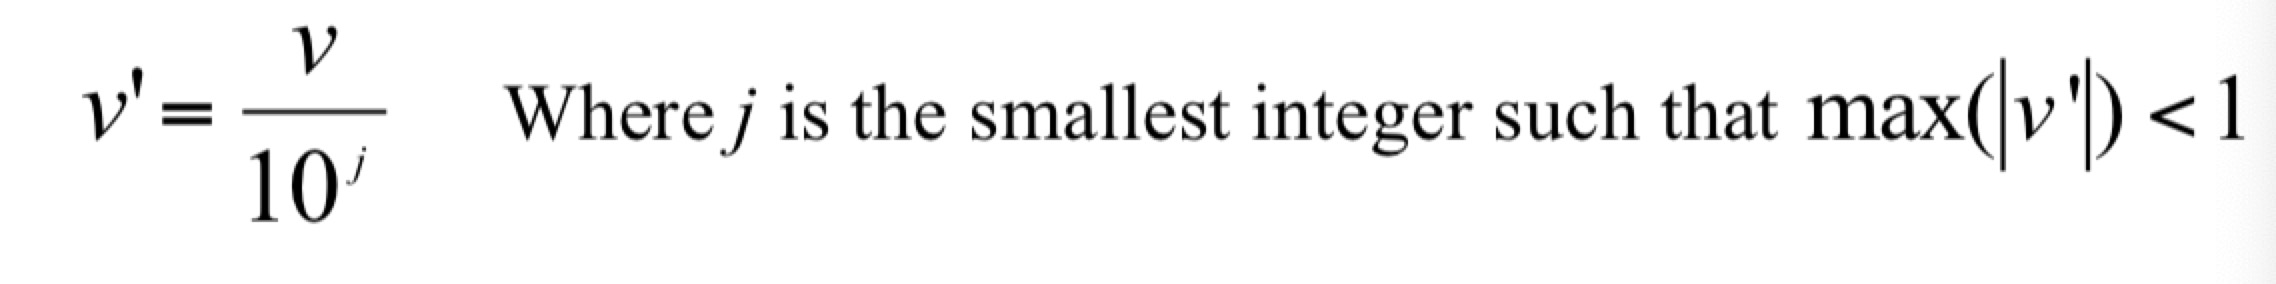 v' = v / 10^j Where j is the smallest integer such that max(|v'|) < 1